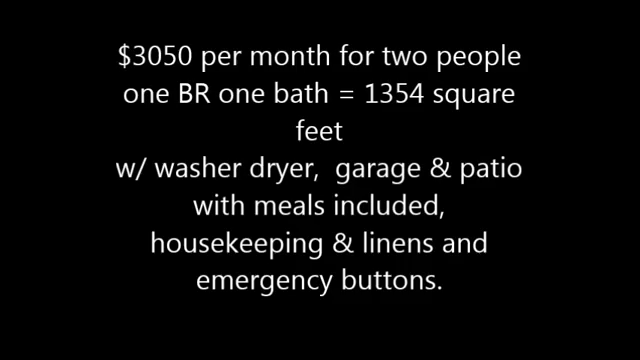 $3050 per month for two people
one BR one bath = 1354 square
feet
w/ washer dryer,  garage & patio
with meals included,
housekeeping & linens and
emergency buttons.